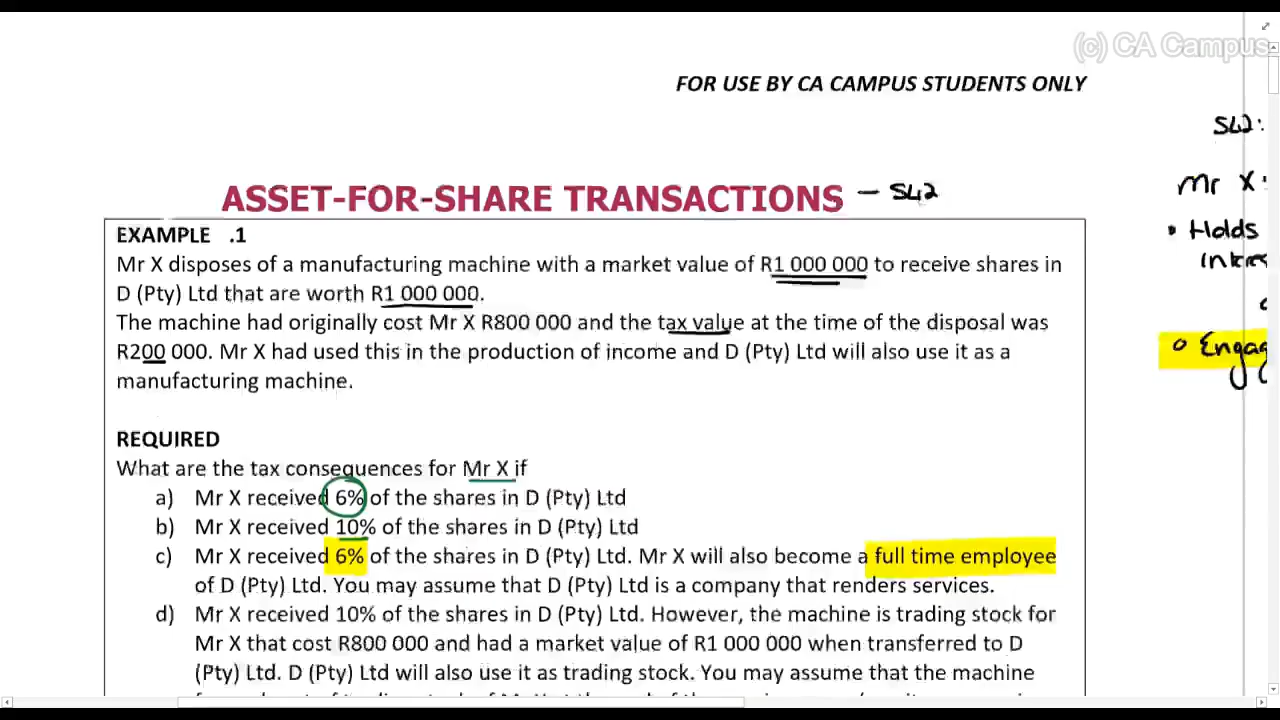 (c) CA Campus
FOR USE BY CA CAMPUS STUDENTS ONLY
S42:
Mr X:
ASSET-FOR-SHARE TRANSACTIONS – S42
• Holds
EXAMPLE .1
Mr X disposes of a manufacturing machine with a market value of R1 000 000 to receive shares in
D (Pty) Ltd that are worth R1 000 000.
The machine had originally cost Mr X R800 000 and the tax value at the time of the disposal was
R200 000. Mr X had used this in the production of income and D (Pty) Ltd will also use it as a
manufacturing machine.
REQUIRED
What are the tax consequences for Mr X if
a) Mr X received 6% of the shares in D (Pty) Ltd
b) Mr X received 10% of the shares in D (Pty) Ltd
c) Mr X received 6% of the shares in D (Pty) Ltd. Mr X will also become a full time employee
of D (Pty) Ltd. You may assume that D (Pty) Ltd is a company that renders services.
d) Mr X received 10% of the shares in D (Pty) Ltd. However, the machine is trading stock for
Mr X that cost R800 000 and had a market value of R1 000 000 when transferred to D
(Pty) Ltd. D (Pty) Ltd will also use it as trading stock. You may assume that the machine